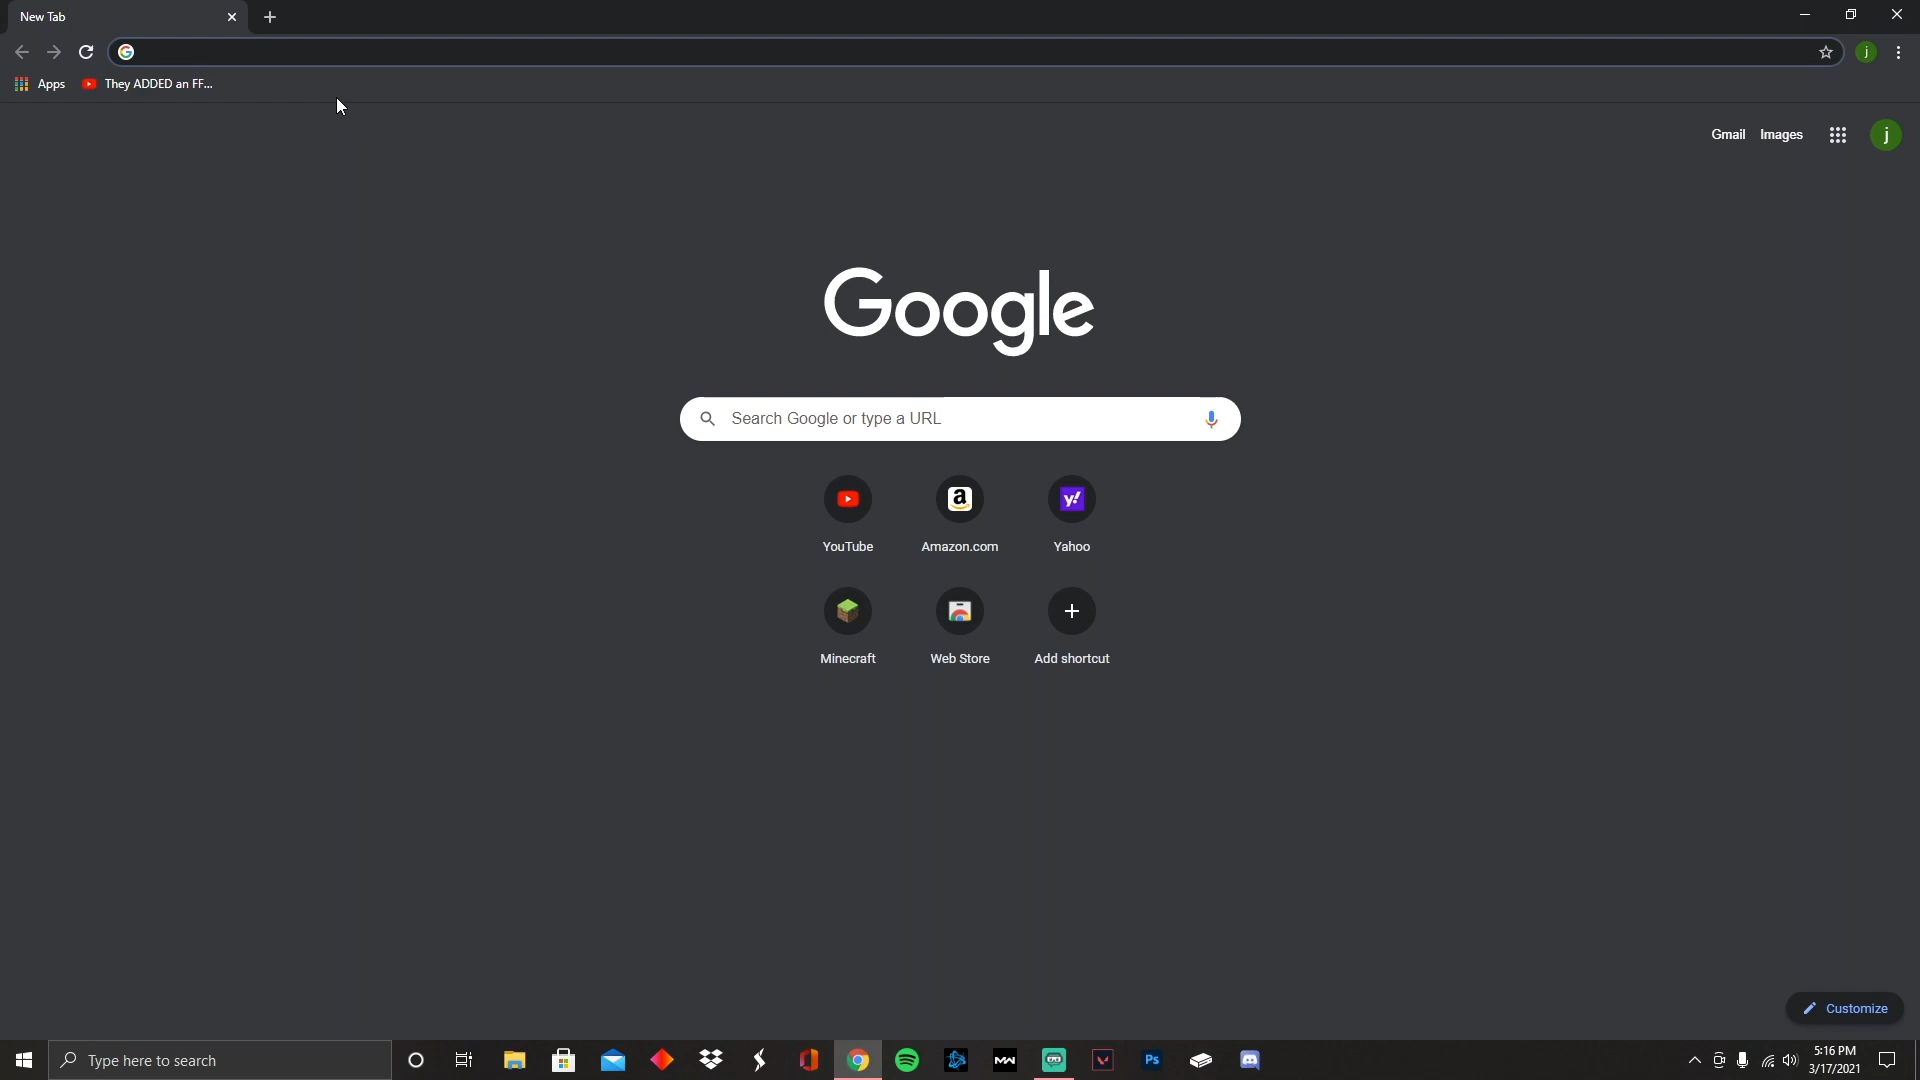 New Tab
Apps
They ADDED an FF...
Gmail
Images
j
j
Google
Search Google or type a URL
YouTube
Amazon.com
Yahoo
Minecraft
Web Store
Add shortcut
Customize
Type here to search
MW
Ps
5:16 PM
3/17/2021